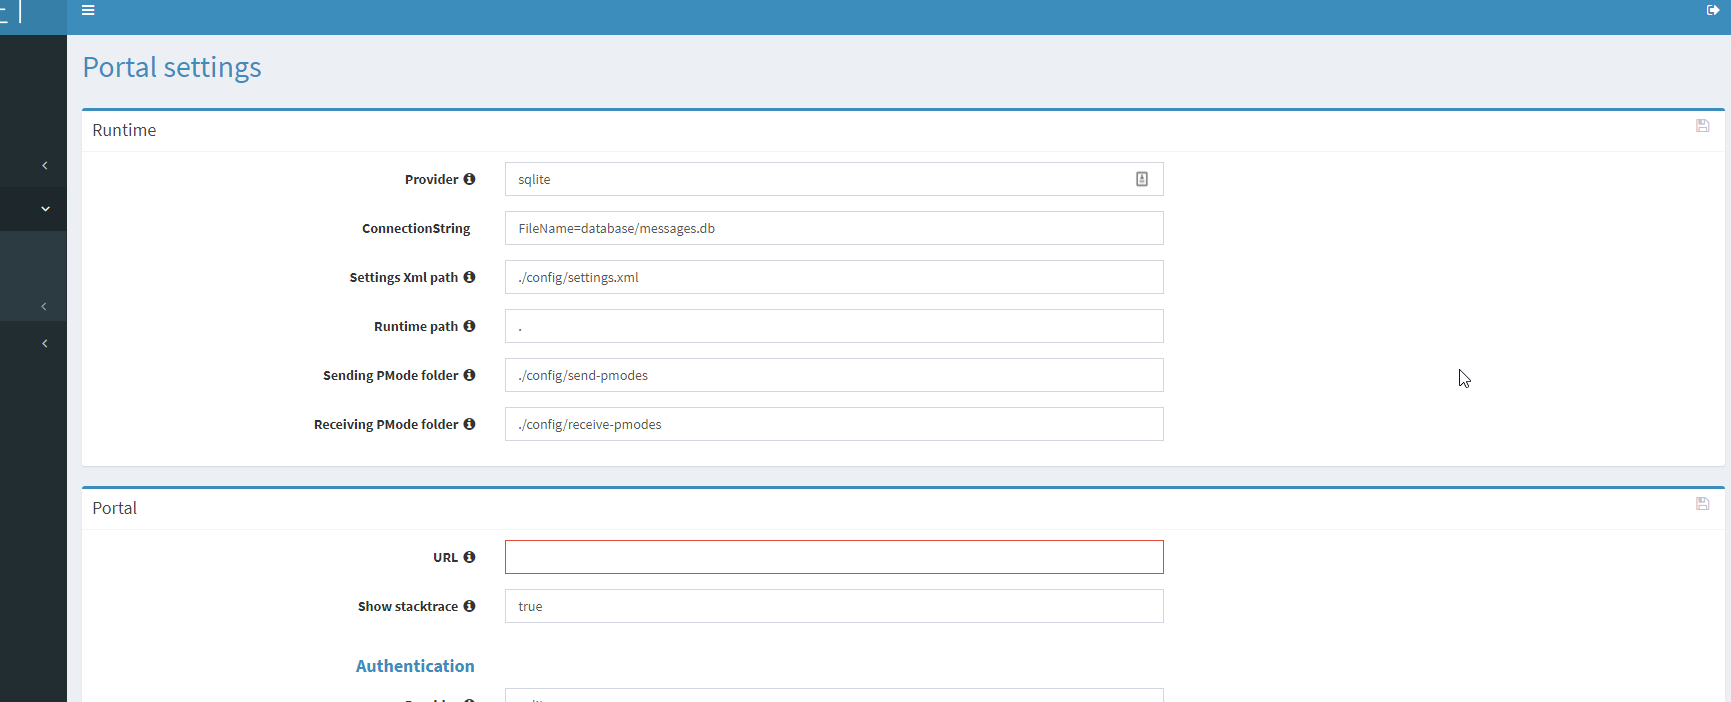 Portal settings
Runtime
Provider sqlite
ConnectionString FileName=database/messages.db
Settings Xml path ./config/settings.xml
Runtime path .
Sending PMode folder ./config/send-pmodes
Receiving PMode folder ./config/receive-pmodes
Portal
URL
Show stacktrace true
Authentication